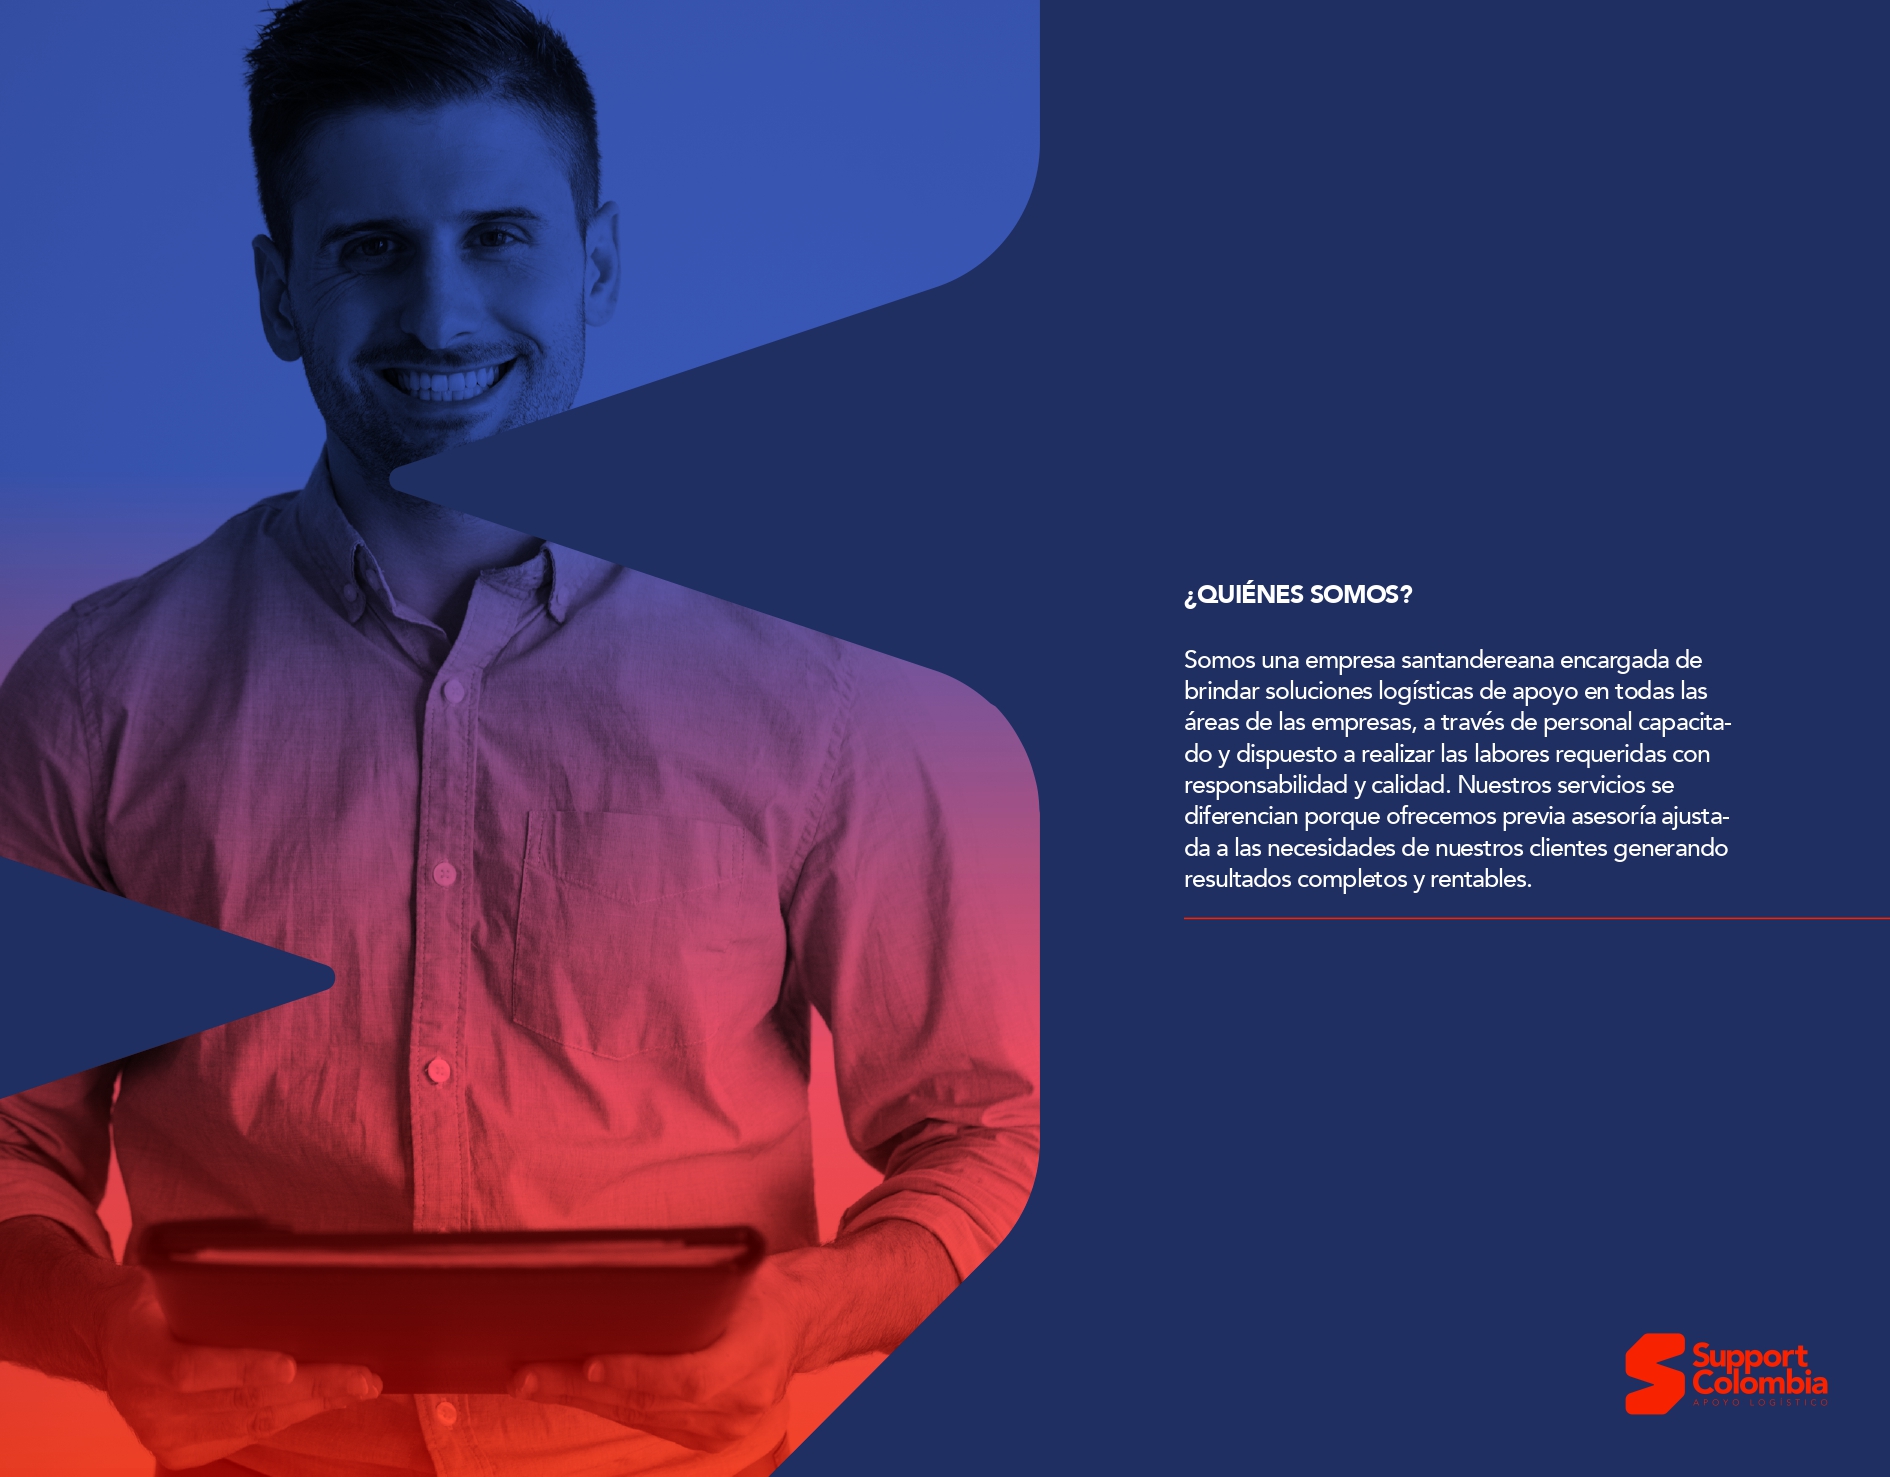 ¿QUIÉNES SOMOS?
Somos una empresa santandereana encargada de
brindar soluciones logísticas de apoyo en todas las
áreas de las empresas, a través de personal capacita-
do y dispuesto a realizar las labores requeridas con
responsabilidad y calidad. Nuestros servicios se
diferencian porque ofrecemos previa asesoría ajusta-
da a las necesidades de nuestros clientes generando
resultados completos y rentables.
Support
Colombia
APOYO LOGÍSTICO